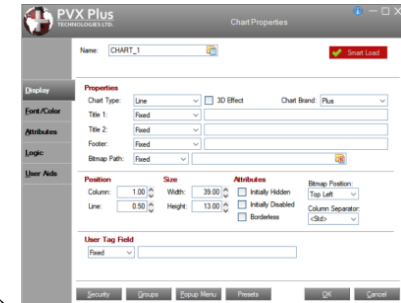 PVX Plus
TECHNOLOGIES LTD.
Chart Properties
Name: CHART_1
Smart Load
Display
Font/Color
Attributes
Logic
User Aids
Properties
Chart Type: Line 3D Effect Chart Brand: Plus
Title 1: Fixed
Title 2: Fixed
Footer: Fixed
Bitmap Path: Fixed
Position Size Attributes Bitmap Position:
Column: 1.00 Width: 39.00 Initially Hidden Top Left
Line: 0.50 Height: 13.00 Initially Disabled Column Separator:
Borderless <Std>
User Tag Field
Fixed
Security Groups Popup Menu Presets OK Cancel